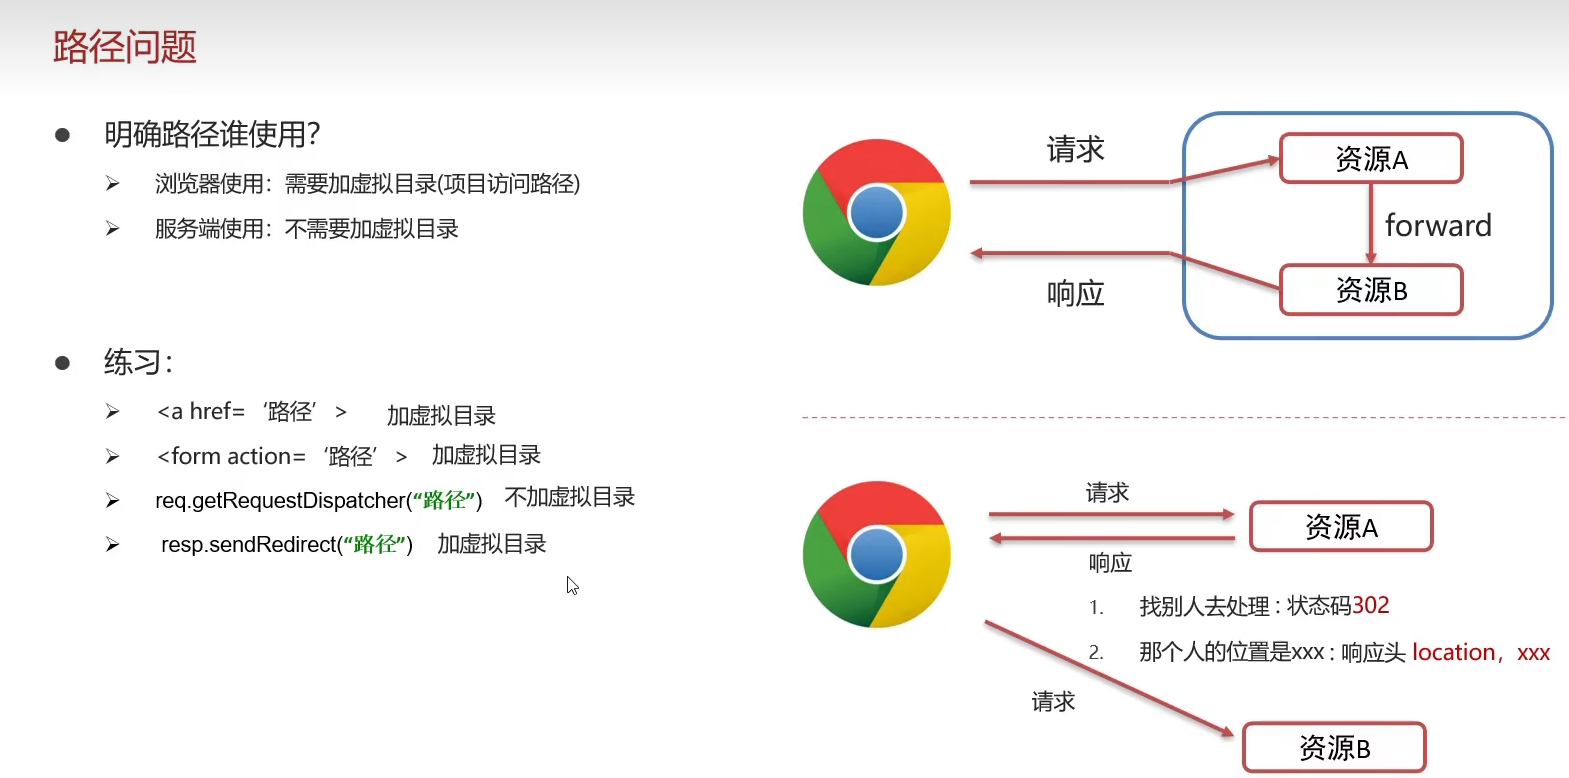 路径问题
明确路径谁使用?
浏览器使用：需要加虚拟目录(项目访问路径)
服务端使用：不需要加虚拟目录
练习：
<a href=‘路径’> 加虚拟目录
<form action=‘路径’> 加虚拟目录
req.getRequestDispatcher(“路径”) 不加虚拟目录
resp.sendRedirect(“路径”) 加虚拟目录
请求
资源A
forward
资源B
响应
请求
资源A
响应
1. 找别人去处理：状态码302
2. 那个人的位置是xxx：响应头 location，xxx
请求
资源B